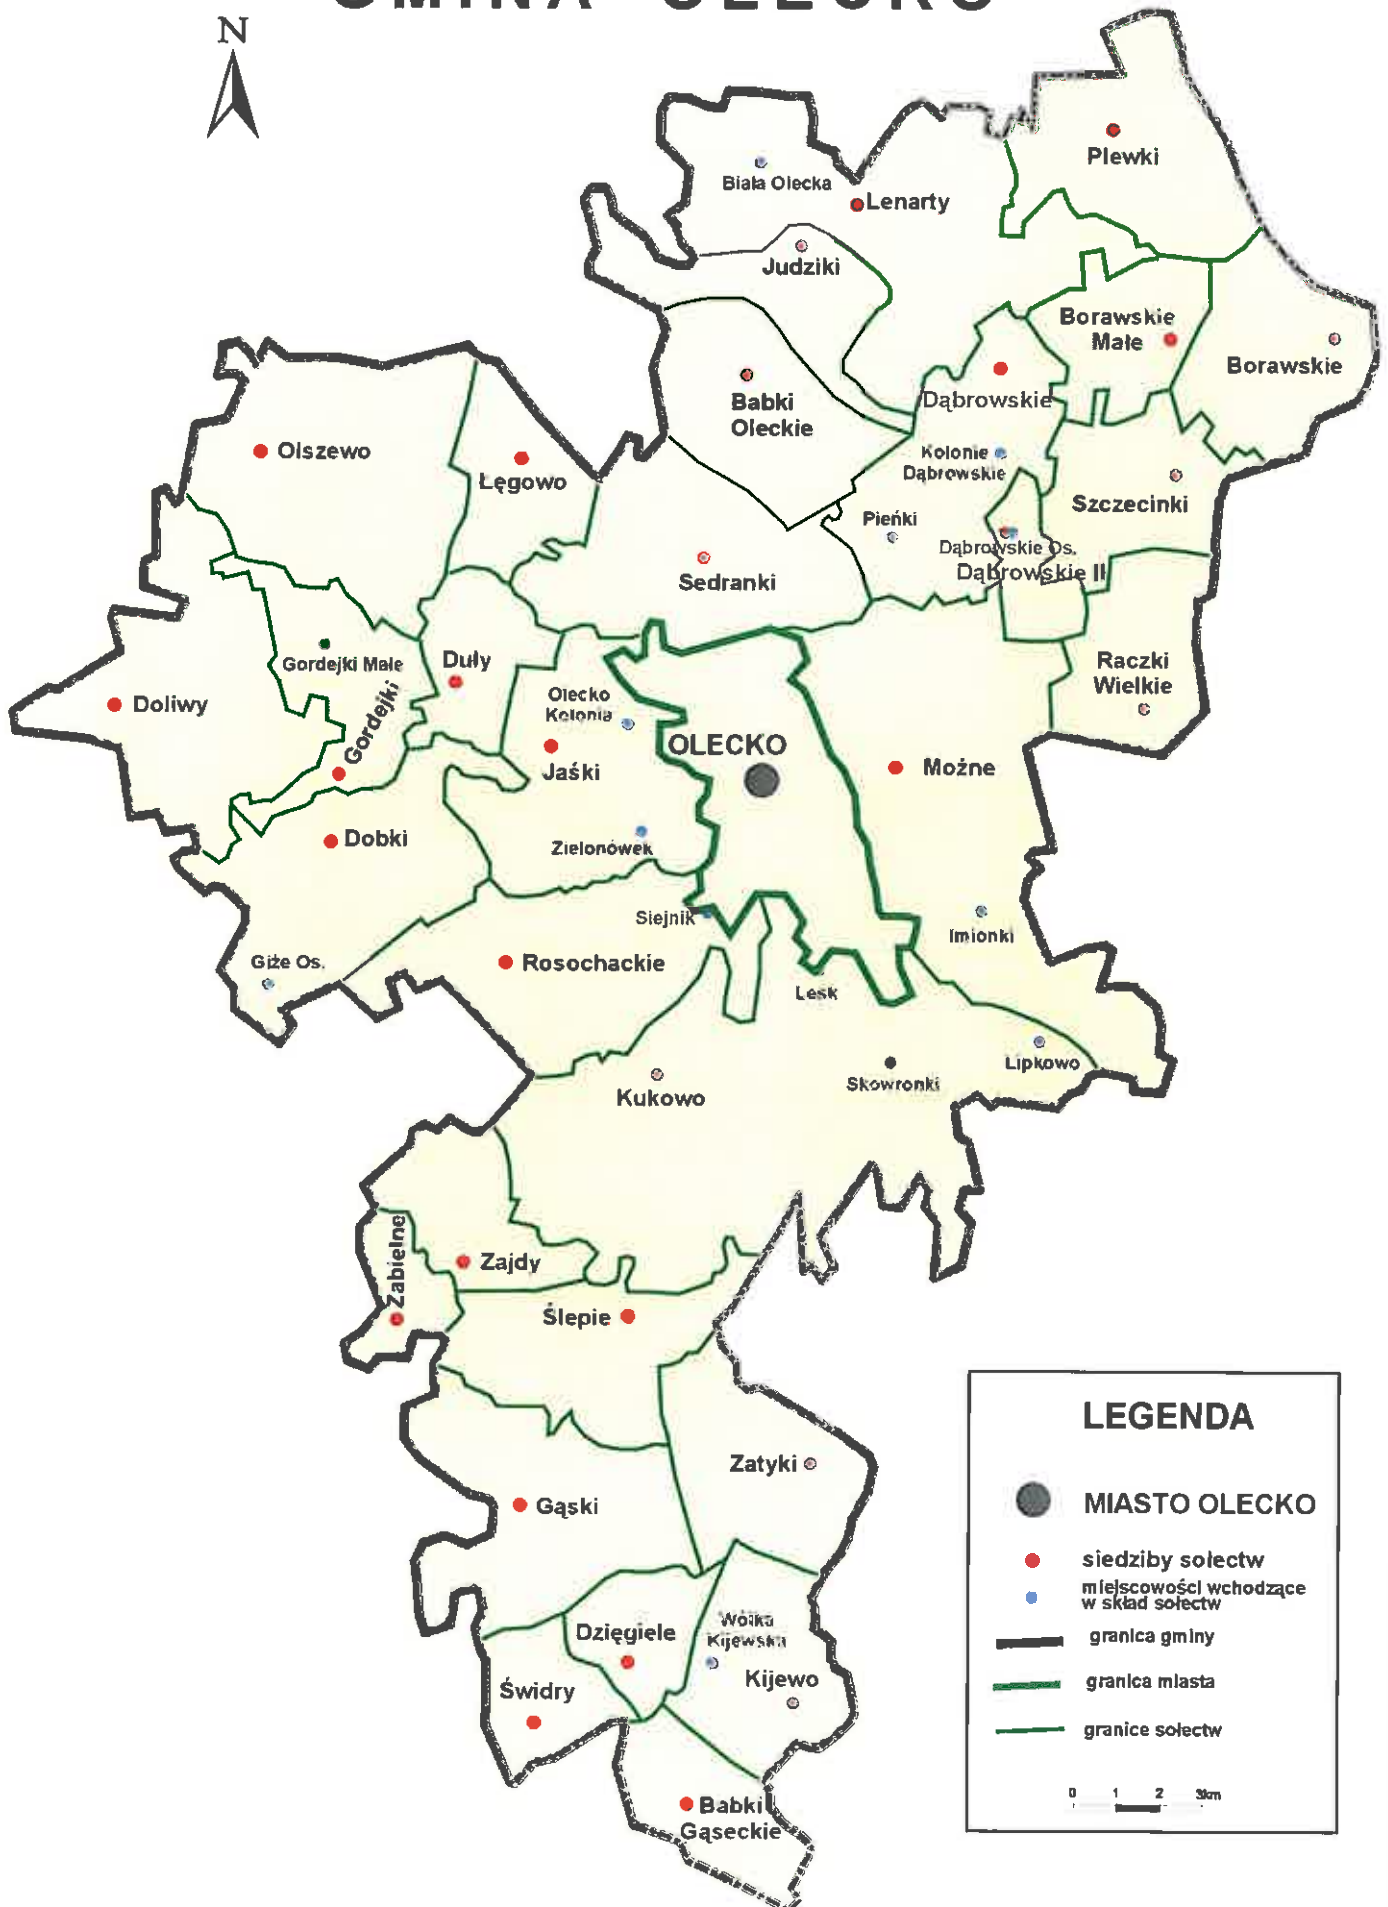 GMINA OLECKO
N
Plewki
Biała Olecka
Lenarty
Judziki
Borawskie
Małe
Borawskie
Babki
Oleckie
Dąbrowskie
Olszewo
Łęgowo
Kolonie
Dąbrowskie
Szczecinki
Pieńki
Dąbrowskie Os.
Dąbrowskie II
Sedranki
Gordejki Małe
Duły
Raczki
Wielkie
Doliwy
Gordejki
Olecko
Kolonia
OLECKO
Jaśki
Możne
Dobki
Zielonówek
Siejnik
Imionki
Giże Os.
Rosochackie
Lesk
Lipkowo
Skowronki
Kukowo
Zabielne
Zajdy
Ślepie
Zatyki
Gąski
Dzięgiele
Wólka
Kijewska
Kijewo
Świdry
Babki
Gąseckie
LEGENDA
MIASTO OLECKO
siedziby sołectw
miejscowości wchodzące
w skład sołectw
granica gminy
granica miasta
granice sołectw
0 1 2 3km